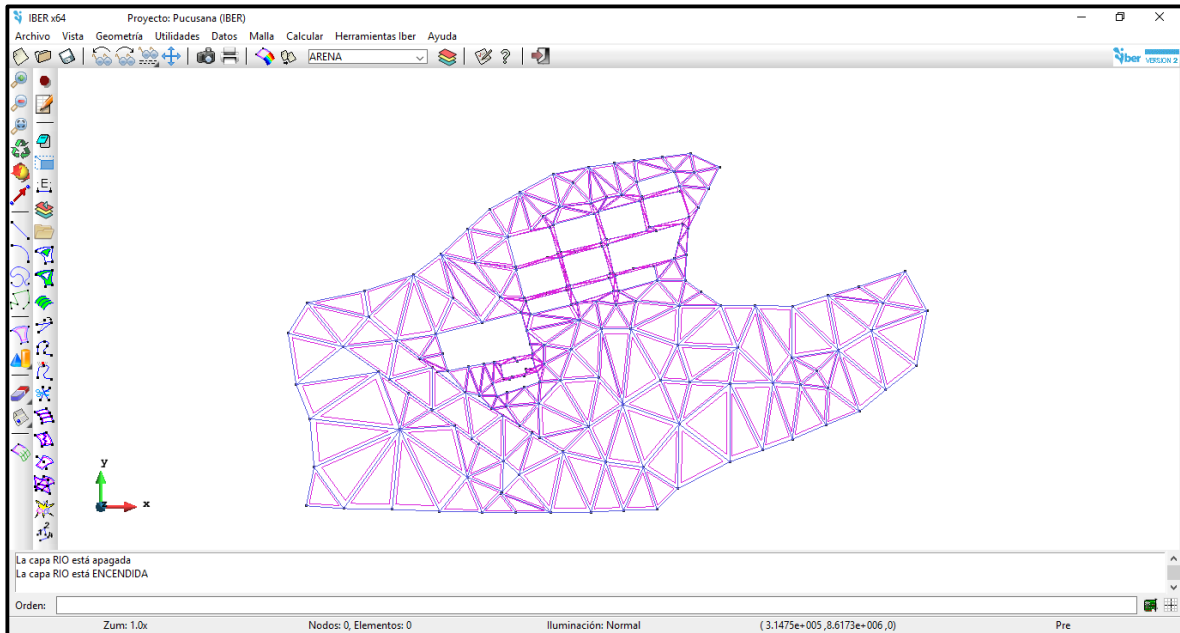 IBER x64 Proyecto: Pucusana (IBER)
Archivo Vista Geometría Utilidades Datos Malla Calcular Herramientas Iber Ayuda
ARENA
iber VERSION 2
E
y
x
La capa RIO está apagada
La capa RIO está ENCENDIDA
Orden:
Zum: 1.0x Nodos: 0, Elementos: 0 Iluminación: Normal ( 3.1475e+005 ,8.6173e+006 ,0) Pre